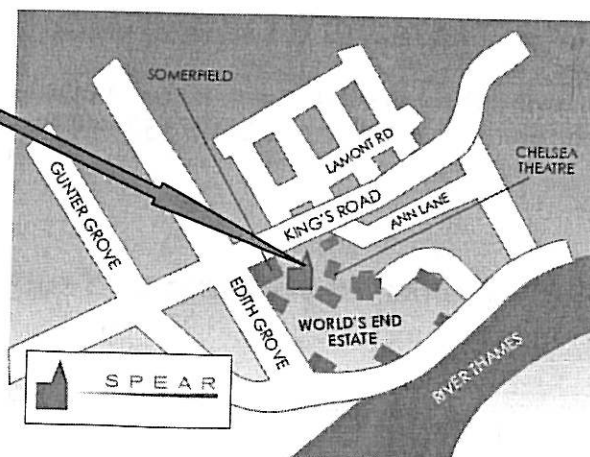 SOMERFIELD
LAMONT RD
CHELSEA
THEATRE
GUNTER GROVE
KING'S ROAD
ANN LANE
EDITH GROVE
WORLD'S END
ESTATE
RIVER THAMES
SPEAR